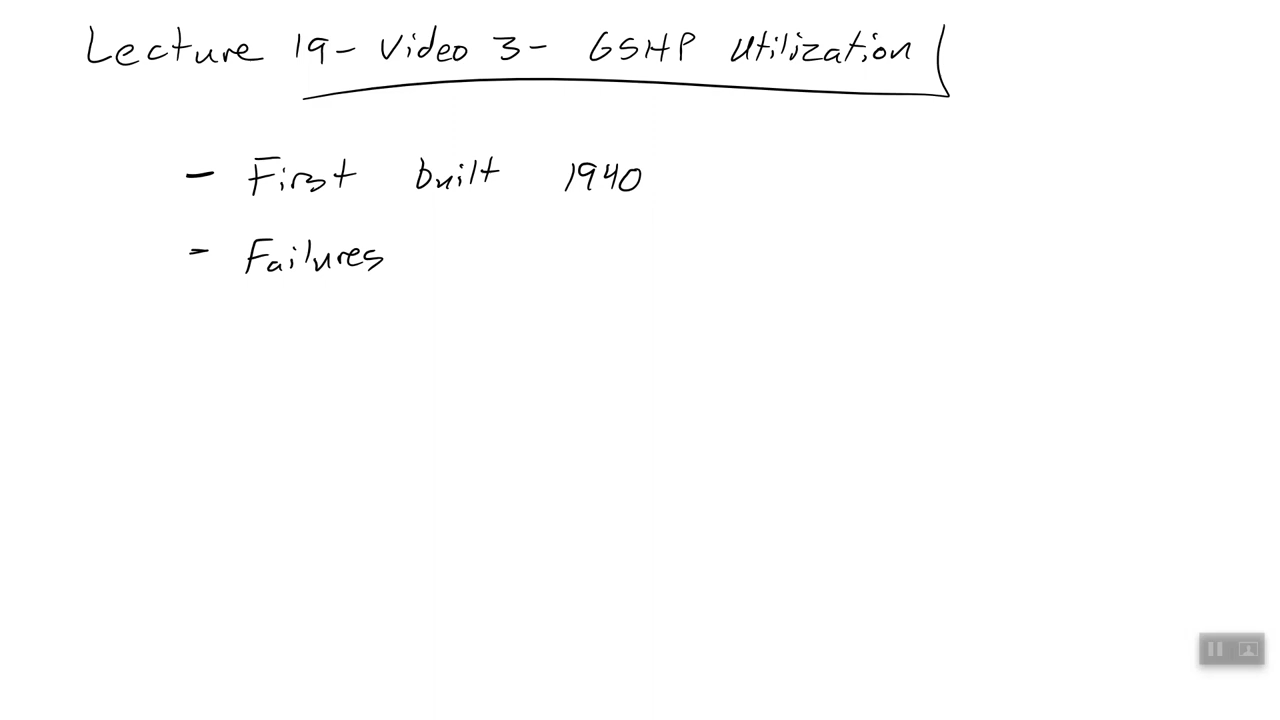 Lecture 19- Video 3- GSHP Utilization
- First built 1940
- Failures